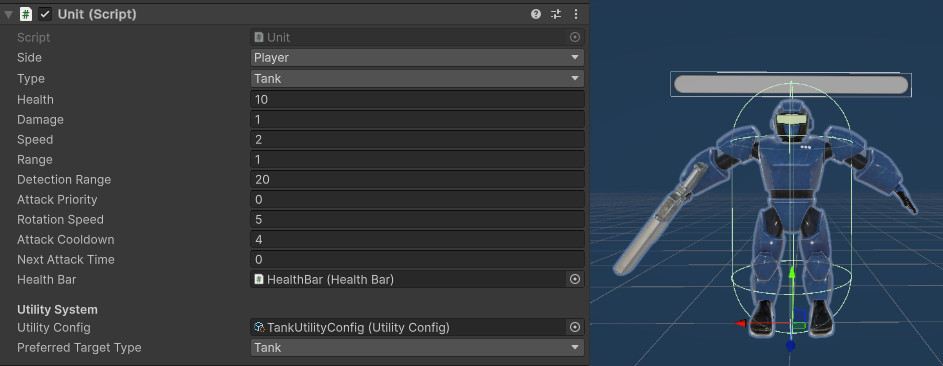 Unit (Script)
Script Unit
Side Player
Type Tank
Health 10
Damage 1
Speed 2
Range 1
Detection Range 20
Attack Priority 0
Rotation Speed 5
Attack Cooldown 4
Next Attack Time 0
Health Bar HealthBar (Health Bar)
Utility System
Utility Config TankUtilityConfig (Utility Config)
Preferred Target Type Tank